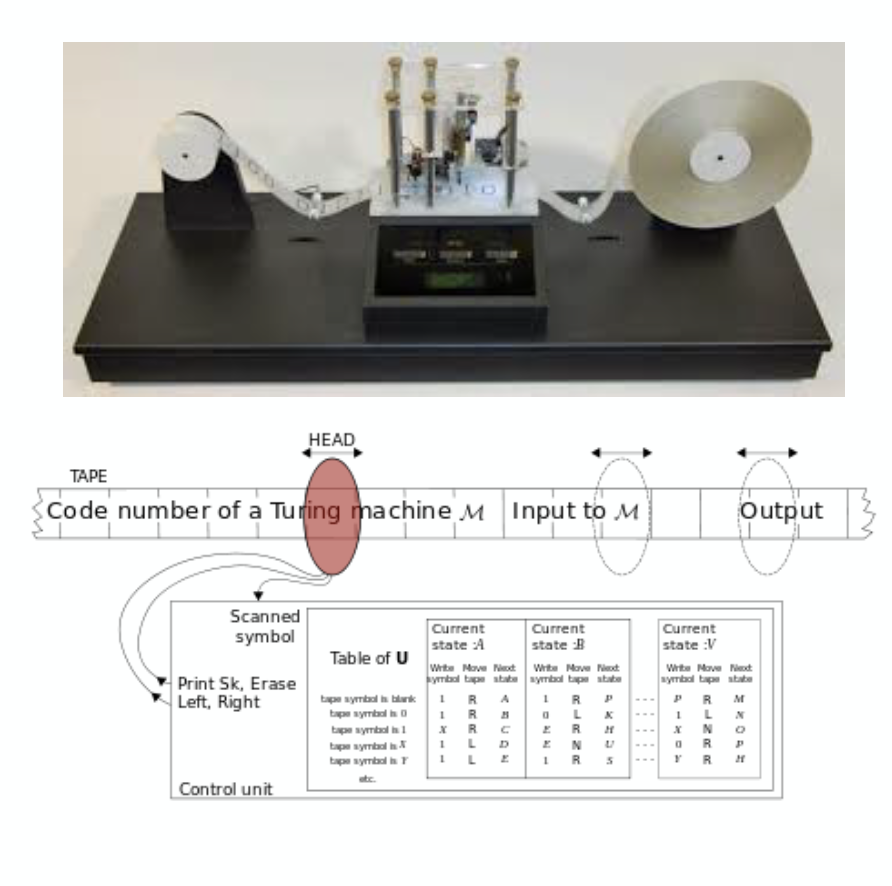 HEAD
TAPE
Code number of a Turing machine ℳ Input to ℳ Output
Scanned
symbol
Print Sk, Erase
Left, Right
Control unit
Table of U
Current state :A Current state :B Current state :V
Write symbol Move tape Next state Write symbol Move tape Next state Write symbol Move tape Next state
tape symbol is blank 1 R A 1 R P - - - - P R M
tape symbol is 0 1 R B 0 L K - - - - 1 L N
tape symbol is 1 X R C E R H - - - - X N O
tape symbol is X 1 L D E N U - - - - 0 R P
tape symbol is Y 1 L E 1 R S - - - - Y R H
etc.